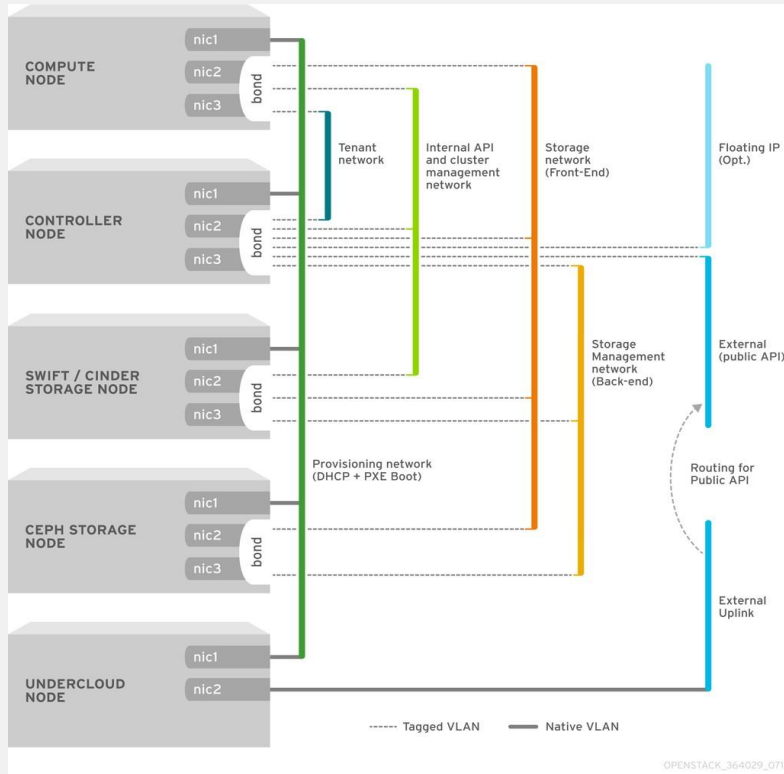 COMPUTE
NODE
nic1
nic2
nic3
bond
Tenant
network
Internal API
and cluster
management
network
Storage
network
(Front-End)
Floating IP
(Opt.)
CONTROLLER
NODE
nic1
nic2
nic3
bond
SWIFT / CINDER
STORAGE NODE
nic1
nic2
nic3
bond
Storage
Management
network
(Back-end)
External
(public API)
Provisioning network
(DHCP + PXE Boot)
Routing for
Public API
CEPH STORAGE
NODE
nic1
nic2
nic3
bond
External
Uplink
UNDERCLOUD
NODE
nic1
nic2
Tagged VLAN
Native VLAN